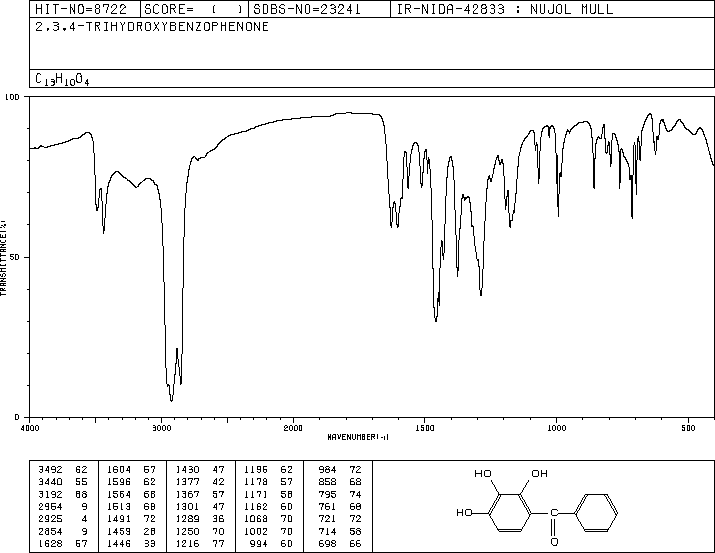 HIT-NO=8722 SCORE= ( ) SDBS-NO=23241 IR-NIDA-42833 : NUJOL MULL
2,3,4-TRIHYDROXYBENZOPHENONE
C13H10O4
100
50
0
TRANSMITTANCE(%)
4000 3000 2000 1500 1000 500
WAVENUMBER(-1)
3492 62 1604 57 1430 47 1196 62 984 72
3440 55 1596 62 1377 42 1178 57 858 68
3192 68 1564 68 1367 57 1171 58 795 74
2954 9 1513 68 1301 47 1162 60 761 68
2925 4 1491 72 1289 36 1068 70 721 72
2854 9 1459 28 1250 70 1002 70 714 58
1628 57 1446 33 1216 77 994 60 698 66
HO OH
HO
C
O